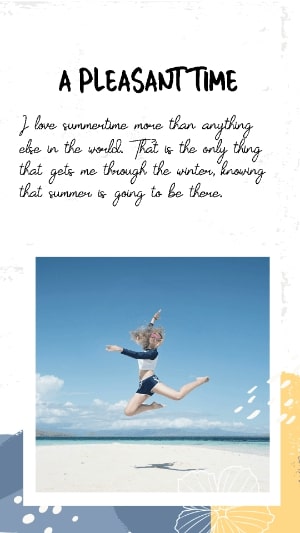 A PLEASANT TIME
I love summertime more than anything
else in the world. That is the only thing
that gets me through the winter, knowing
that summer is going to be there.